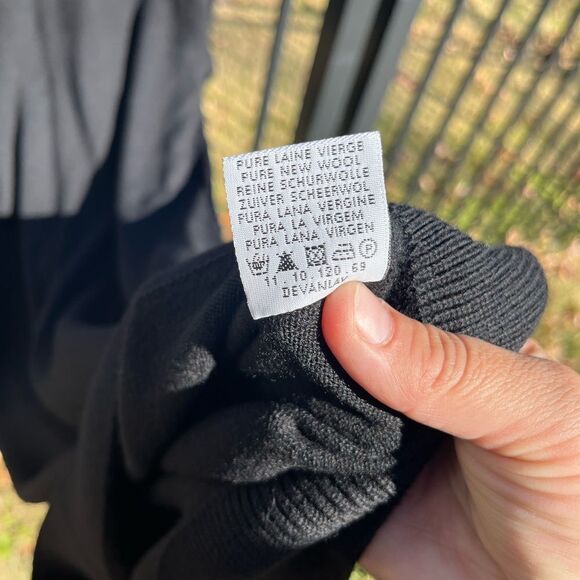 PURE LAINE VIERGE
PURE NEW WOOL
REINE SCHURWOLLE
ZUIVER SCHEERWOL
PURA LANA VERGINE
PURA LA VIRGEM
PURA LANA VIRGEN
P
11.10.120.69